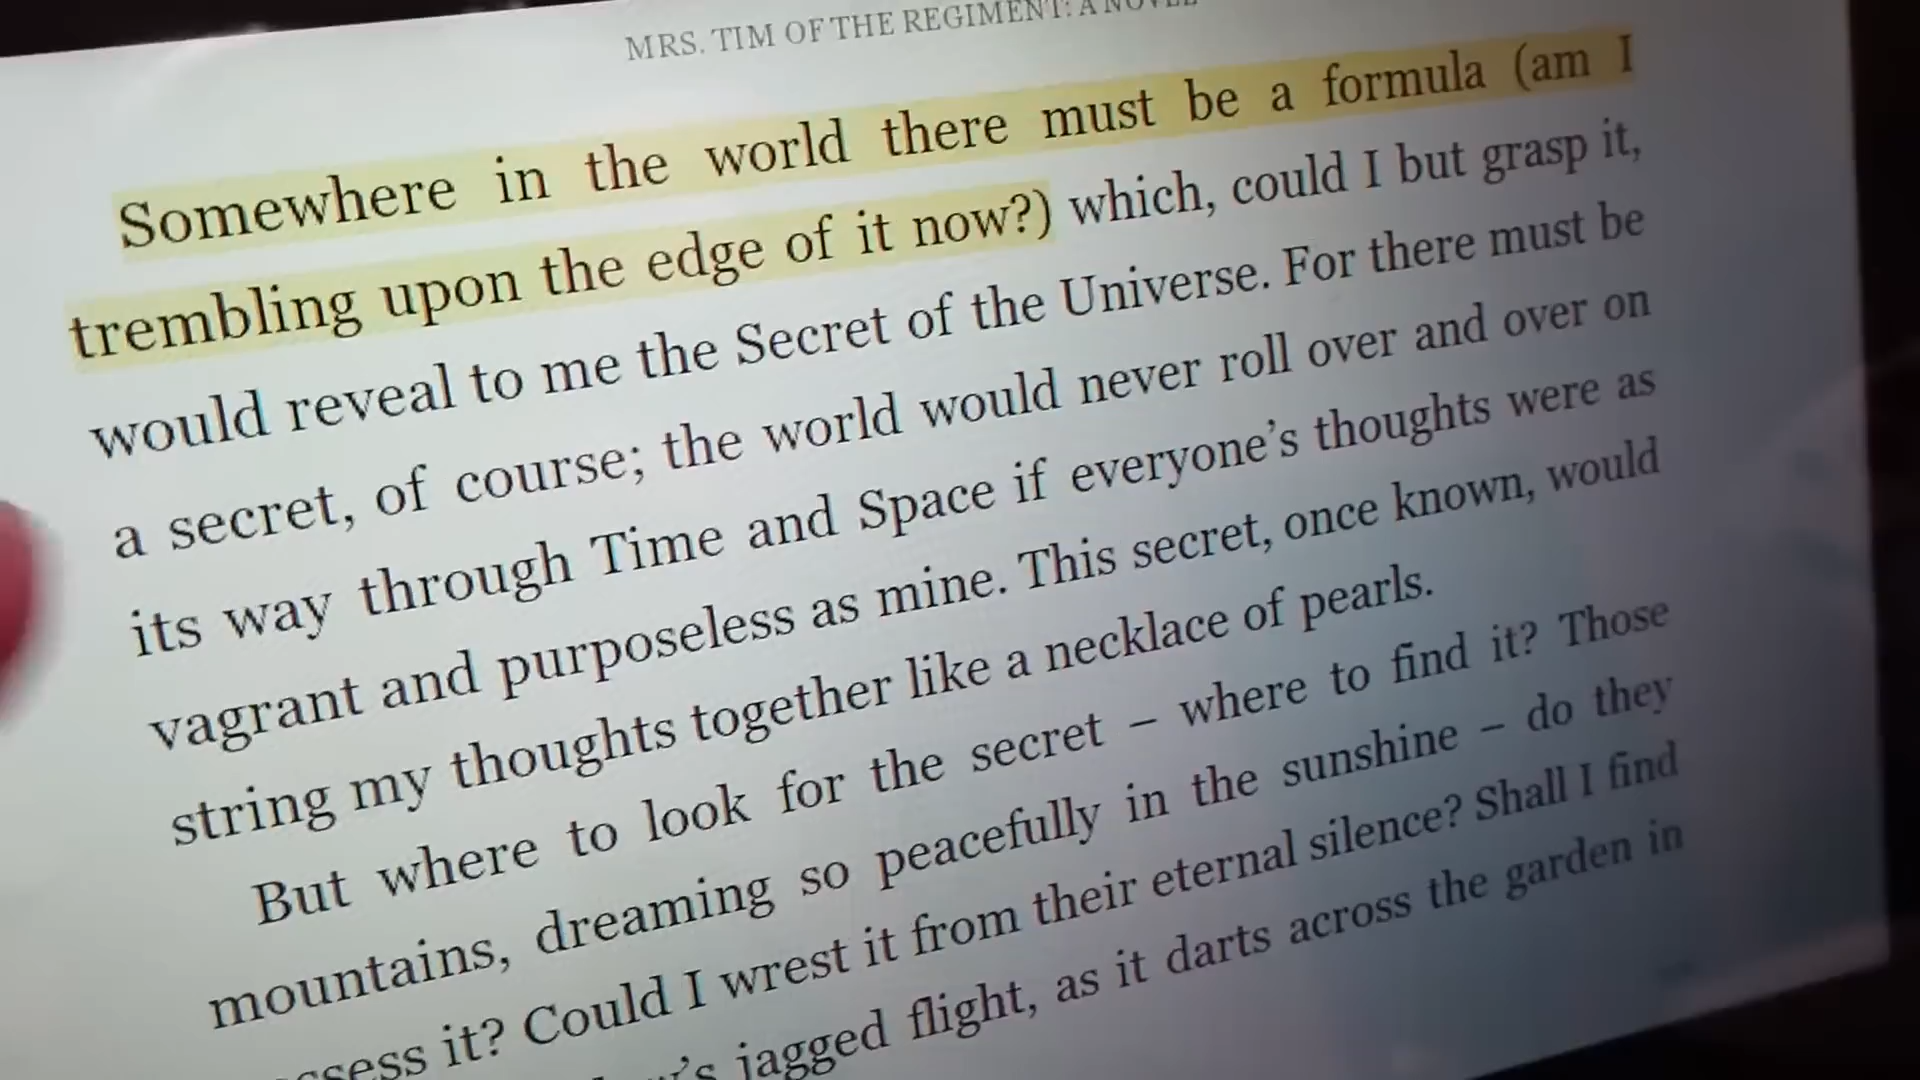 MRS. TIM OF THE REGIMENT: A NOVEL
Somewhere in the world there must be a formula (am I
trembling upon the edge of it now?) which, could I but grasp it,
would reveal to me the Secret of the Universe. For there must be
a secret, of course; the world would never roll over and over on
its way through Time and Space if everyone’s thoughts were as
vagrant and purposeless as mine. This secret, once known, would
string my thoughts together like a necklace of pearls.
But where to look for the secret – where to find it? Those
mountains, dreaming so peacefully in the sunshine – do they
it? Could I wrest it from their eternal silence? Shall I find
jagged flight, as it darts across the garden in